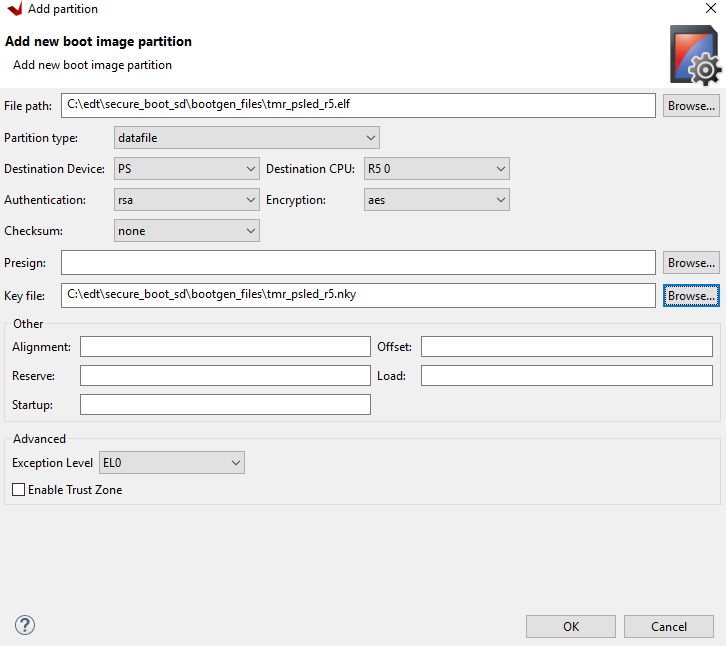 Add partition
Add new boot image partition
Add new boot image partition
File path: C:\edt\secure_boot_sd\bootgen_files\tmr_psled_r5.elf Browse...
Partition type: datafile
Destination Device: PS Destination CPU: R5 0
Authentication: rsa Encryption: aes
Checksum: none
Presign: Browse...
Key file: C:\edt\secure_boot_sd\bootgen_files\tmr_psled_r5.nky Browse...
Other
Alignment: Offset:
Reserve: Load:
Startup:
Advanced
Exception Level EL0
Enable Trust Zone
? OK Cancel